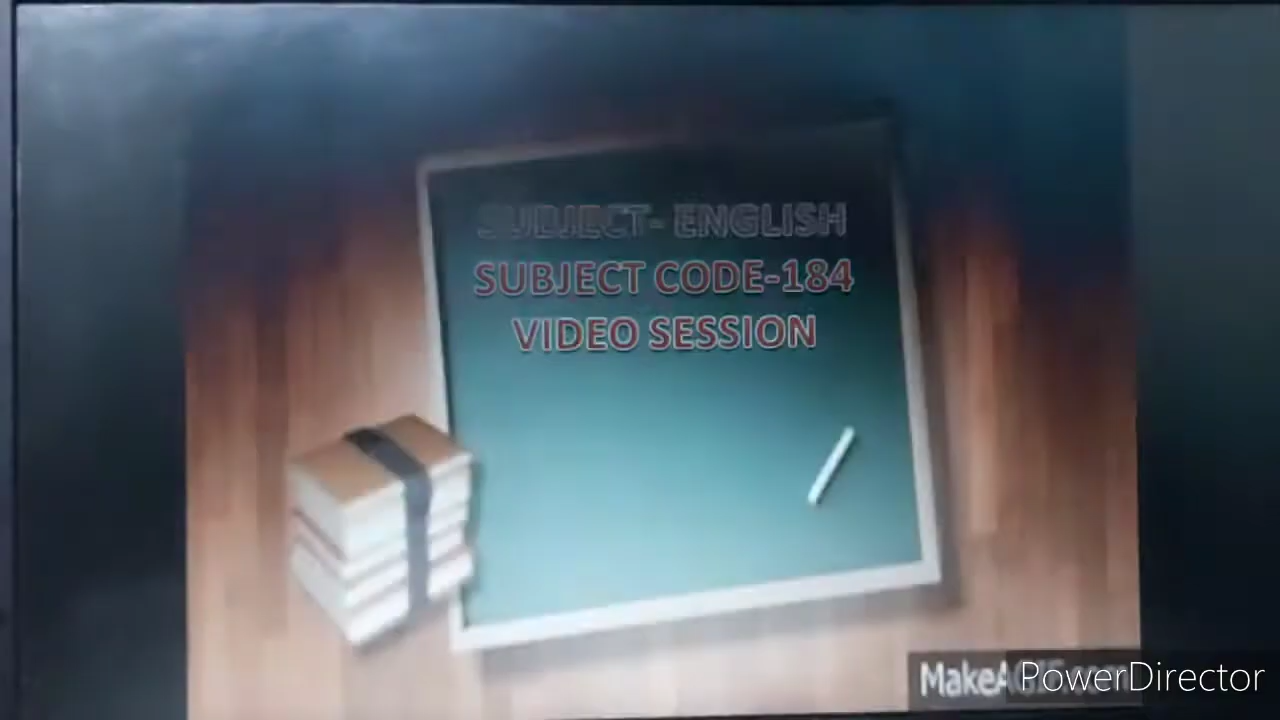 SUBJECT- ENGLISH
SUBJECT CODE-184
VIDEO SESSION
PowerDirector